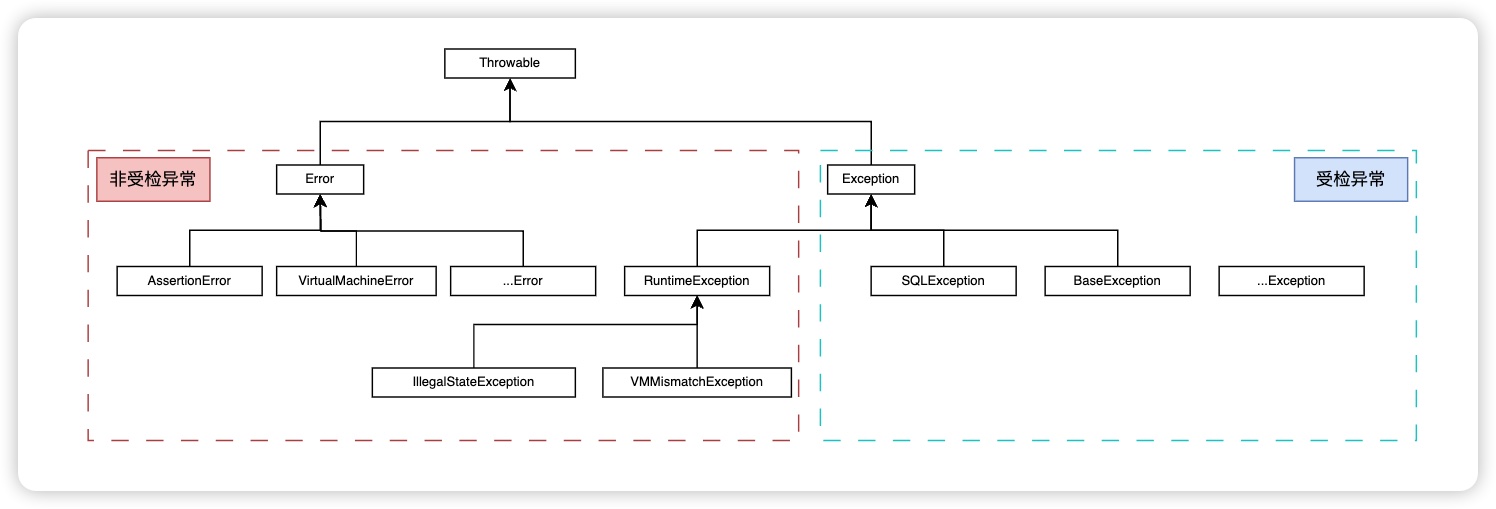 Throwable
非受检异常
Error
Exception
受检异常
AssertionError
VirtualMachineError
...Error
RuntimeException
SQLException
BaseException
...Exception
IllegalStateException
VMMismatchException